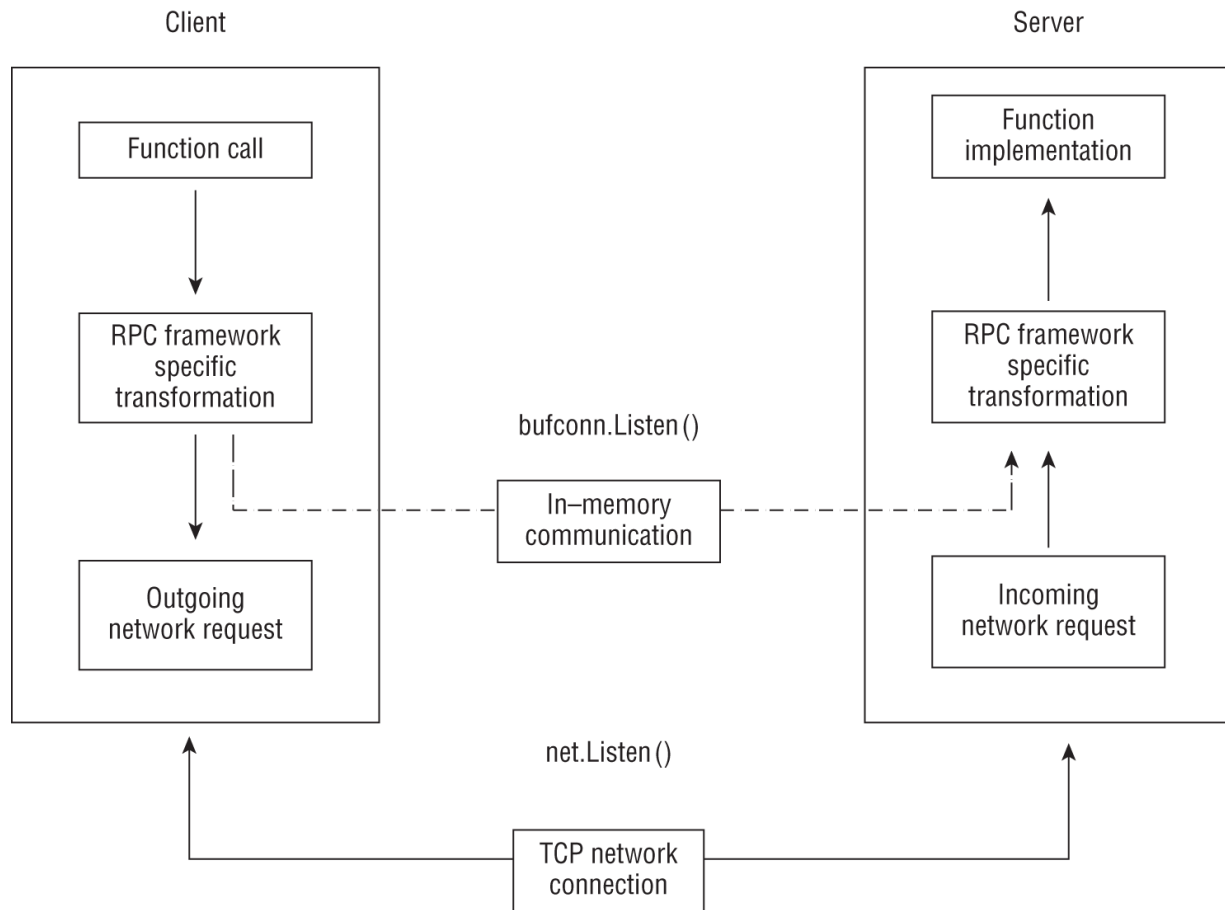 Client
Server
Function call
Function
implementation
RPC framework
specific
transformation
RPC framework
specific
transformation
bufconn.Listen()
In–memory
communication
Outgoing
network request
Incoming
network request
net.Listen()
TCP network
connection